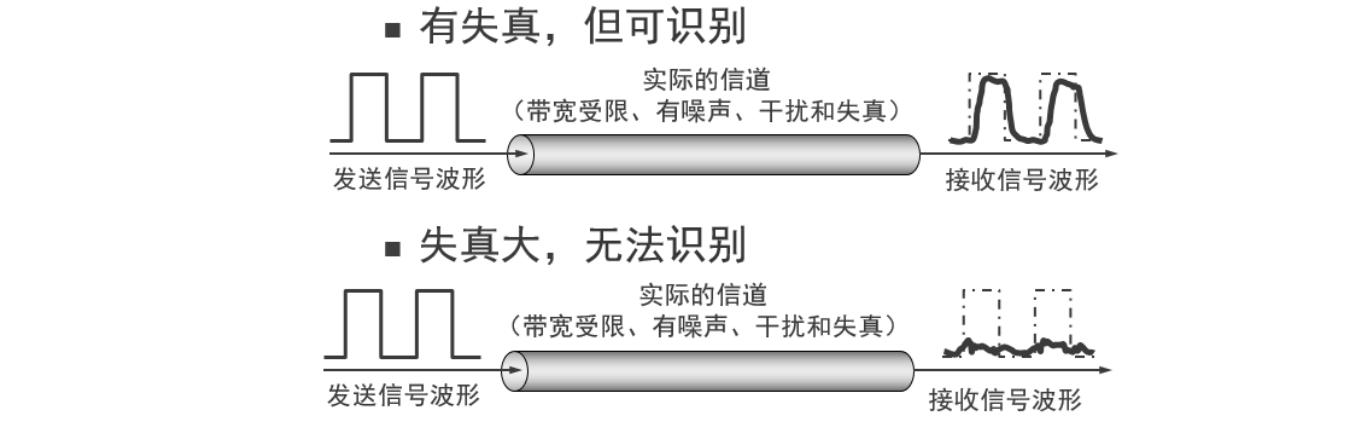 ▪ 有失真，但可识别
实际的信道
（带宽受限、有噪声、干扰和失真）
发送信号波形
接收信号波形
▪ 失真大，无法识别
实际的信道
（带宽受限、有噪声、干扰和失真）
发送信号波形
接收信号波形